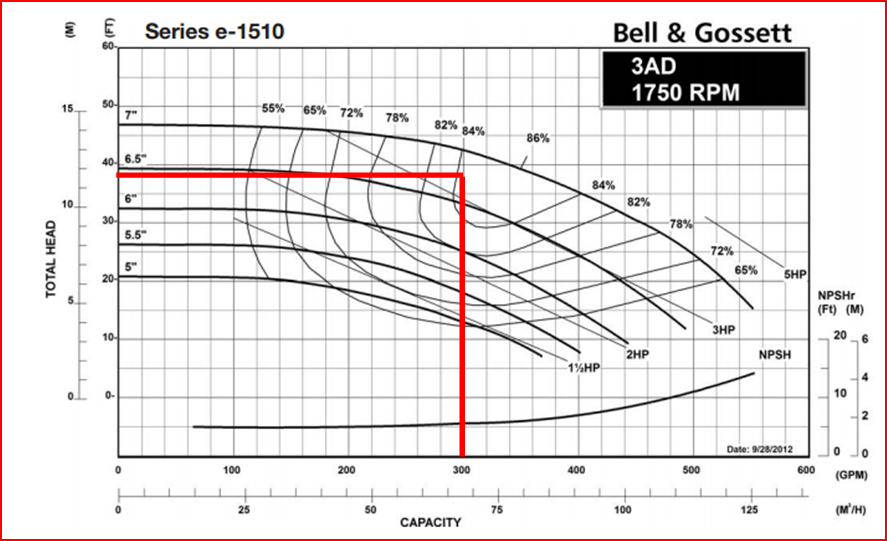 Series e-1510
Bell & Gossett
3AD
1750 RPM
(M)
(FT)
60
50
40
30
20
10
0
15
10
5
0
TOTAL HEAD
7"
6.5"
6"
5.5"
5"
55%
65%
72%
78%
82%
84%
86%
84%
82%
78%
72%
65%
5HP
3HP
2HP
1½HP
NPSH
NPSHr
(Ft) (M)
20
10
0
6
4
2
0
Date: 9/28/2012
0 100 200 300 400 500 600
(GPM)
0 25 50 75 100 125
(M³/H)
CAPACITY